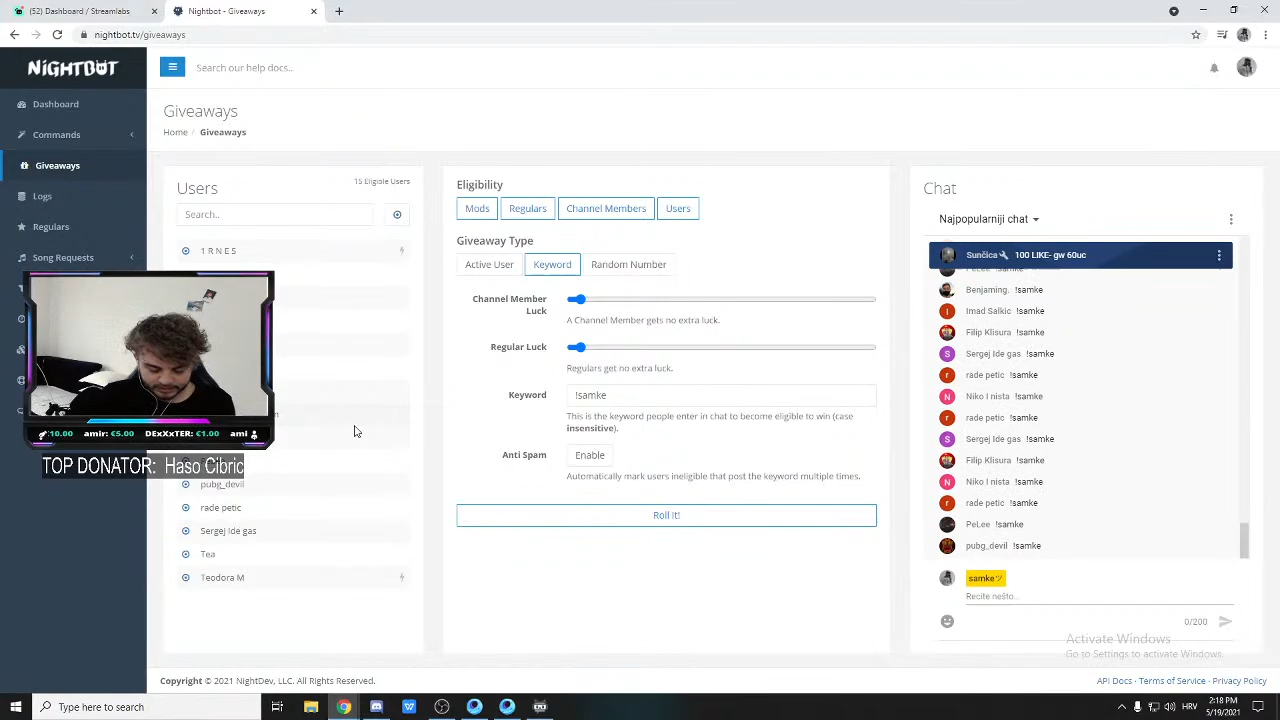 (52) Dashboard / Streamlabs
Nightbot - Giveaways
nightbot.tv/giveaways
NIGHTBOT
Search our help docs..
Dashboard
Commands
Giveaways
Logs
Regulars
Song Requests
Giveaways
Home / Giveaways
Users
15 Eligible Users
Search..
1 R N E S
pubg_devil
rade petic
Sergej Ide gas
Tea
Teodora M
€10.00 amir: €5.00 DExXxTER: €1.00 ami
TOP DONATOR: Haso Cibric
Eligibility
Mods
Regulars
Channel Members
Users
Giveaway Type
Active User
Keyword
Random Number
Channel Member Luck
A Channel Member gets no extra luck.
Regular Luck
Regulars get no extra luck.
Keyword
!samke
This is the keyword people enter in chat to become eligible to win (case
insensitive).
Anti Spam
Enable
Automatically mark users ineligible that post the keyword multiple times.
Roll It!
Chat
Najpopularniji chat
Sunčica 100 LIKE- gw 60uc
PeLee !samke
Benjaming. !samke
Imad Salkic !samke
Filip Klisura !samke
Sergej Ide gas !samke
rade petic !samke
Niko I nista !samke
rade petic !samke
Sergej Ide gas !samke
Filip Klisura !samke
Niko I nista !samke
rade petic !samke
PeLee !samke
pubg_devil !samke
samkeツ
Recite nešto...
0/200
Activate Windows
Go to Settings to activate Windows.
Copyright © 2021 NightDev, LLC. All Rights Reserved.
API Docs · Terms of Service · Privacy Policy
Type here to search
HRV
2:18 PM
5/19/2021